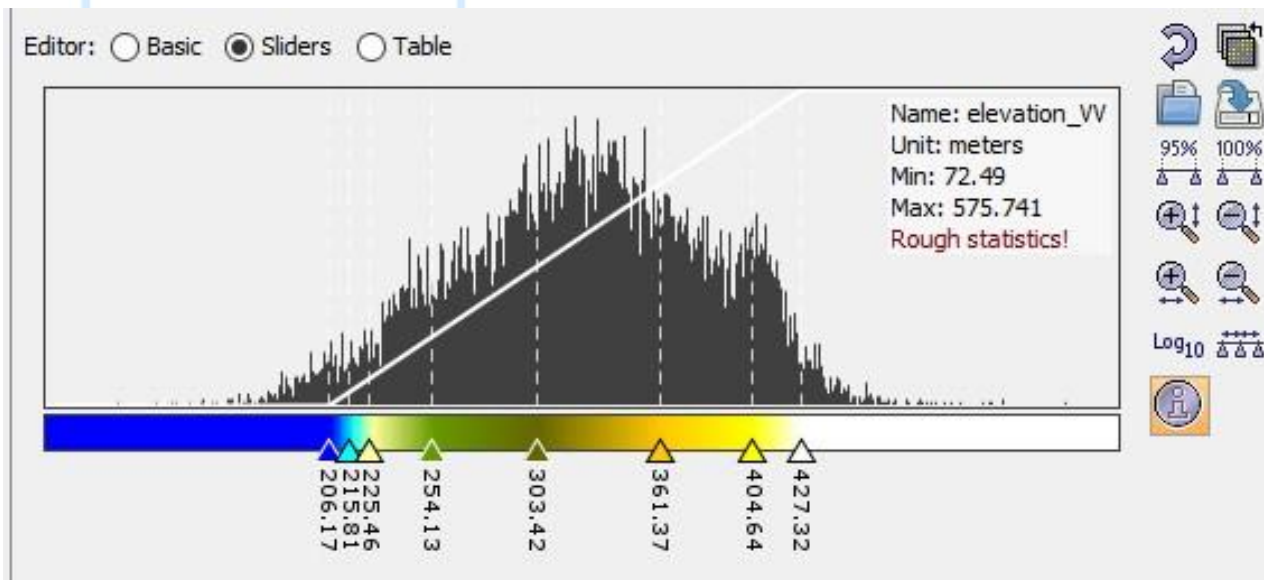 Editor: Basic Sliders Table
Name: elevation_VV
Unit: meters
Min: 72.49
Max: 575.741
Rough statistics!
95% 100%
Log10
206.17
215.81
225.46
254.13
303.42
361.37
404.64
427.32